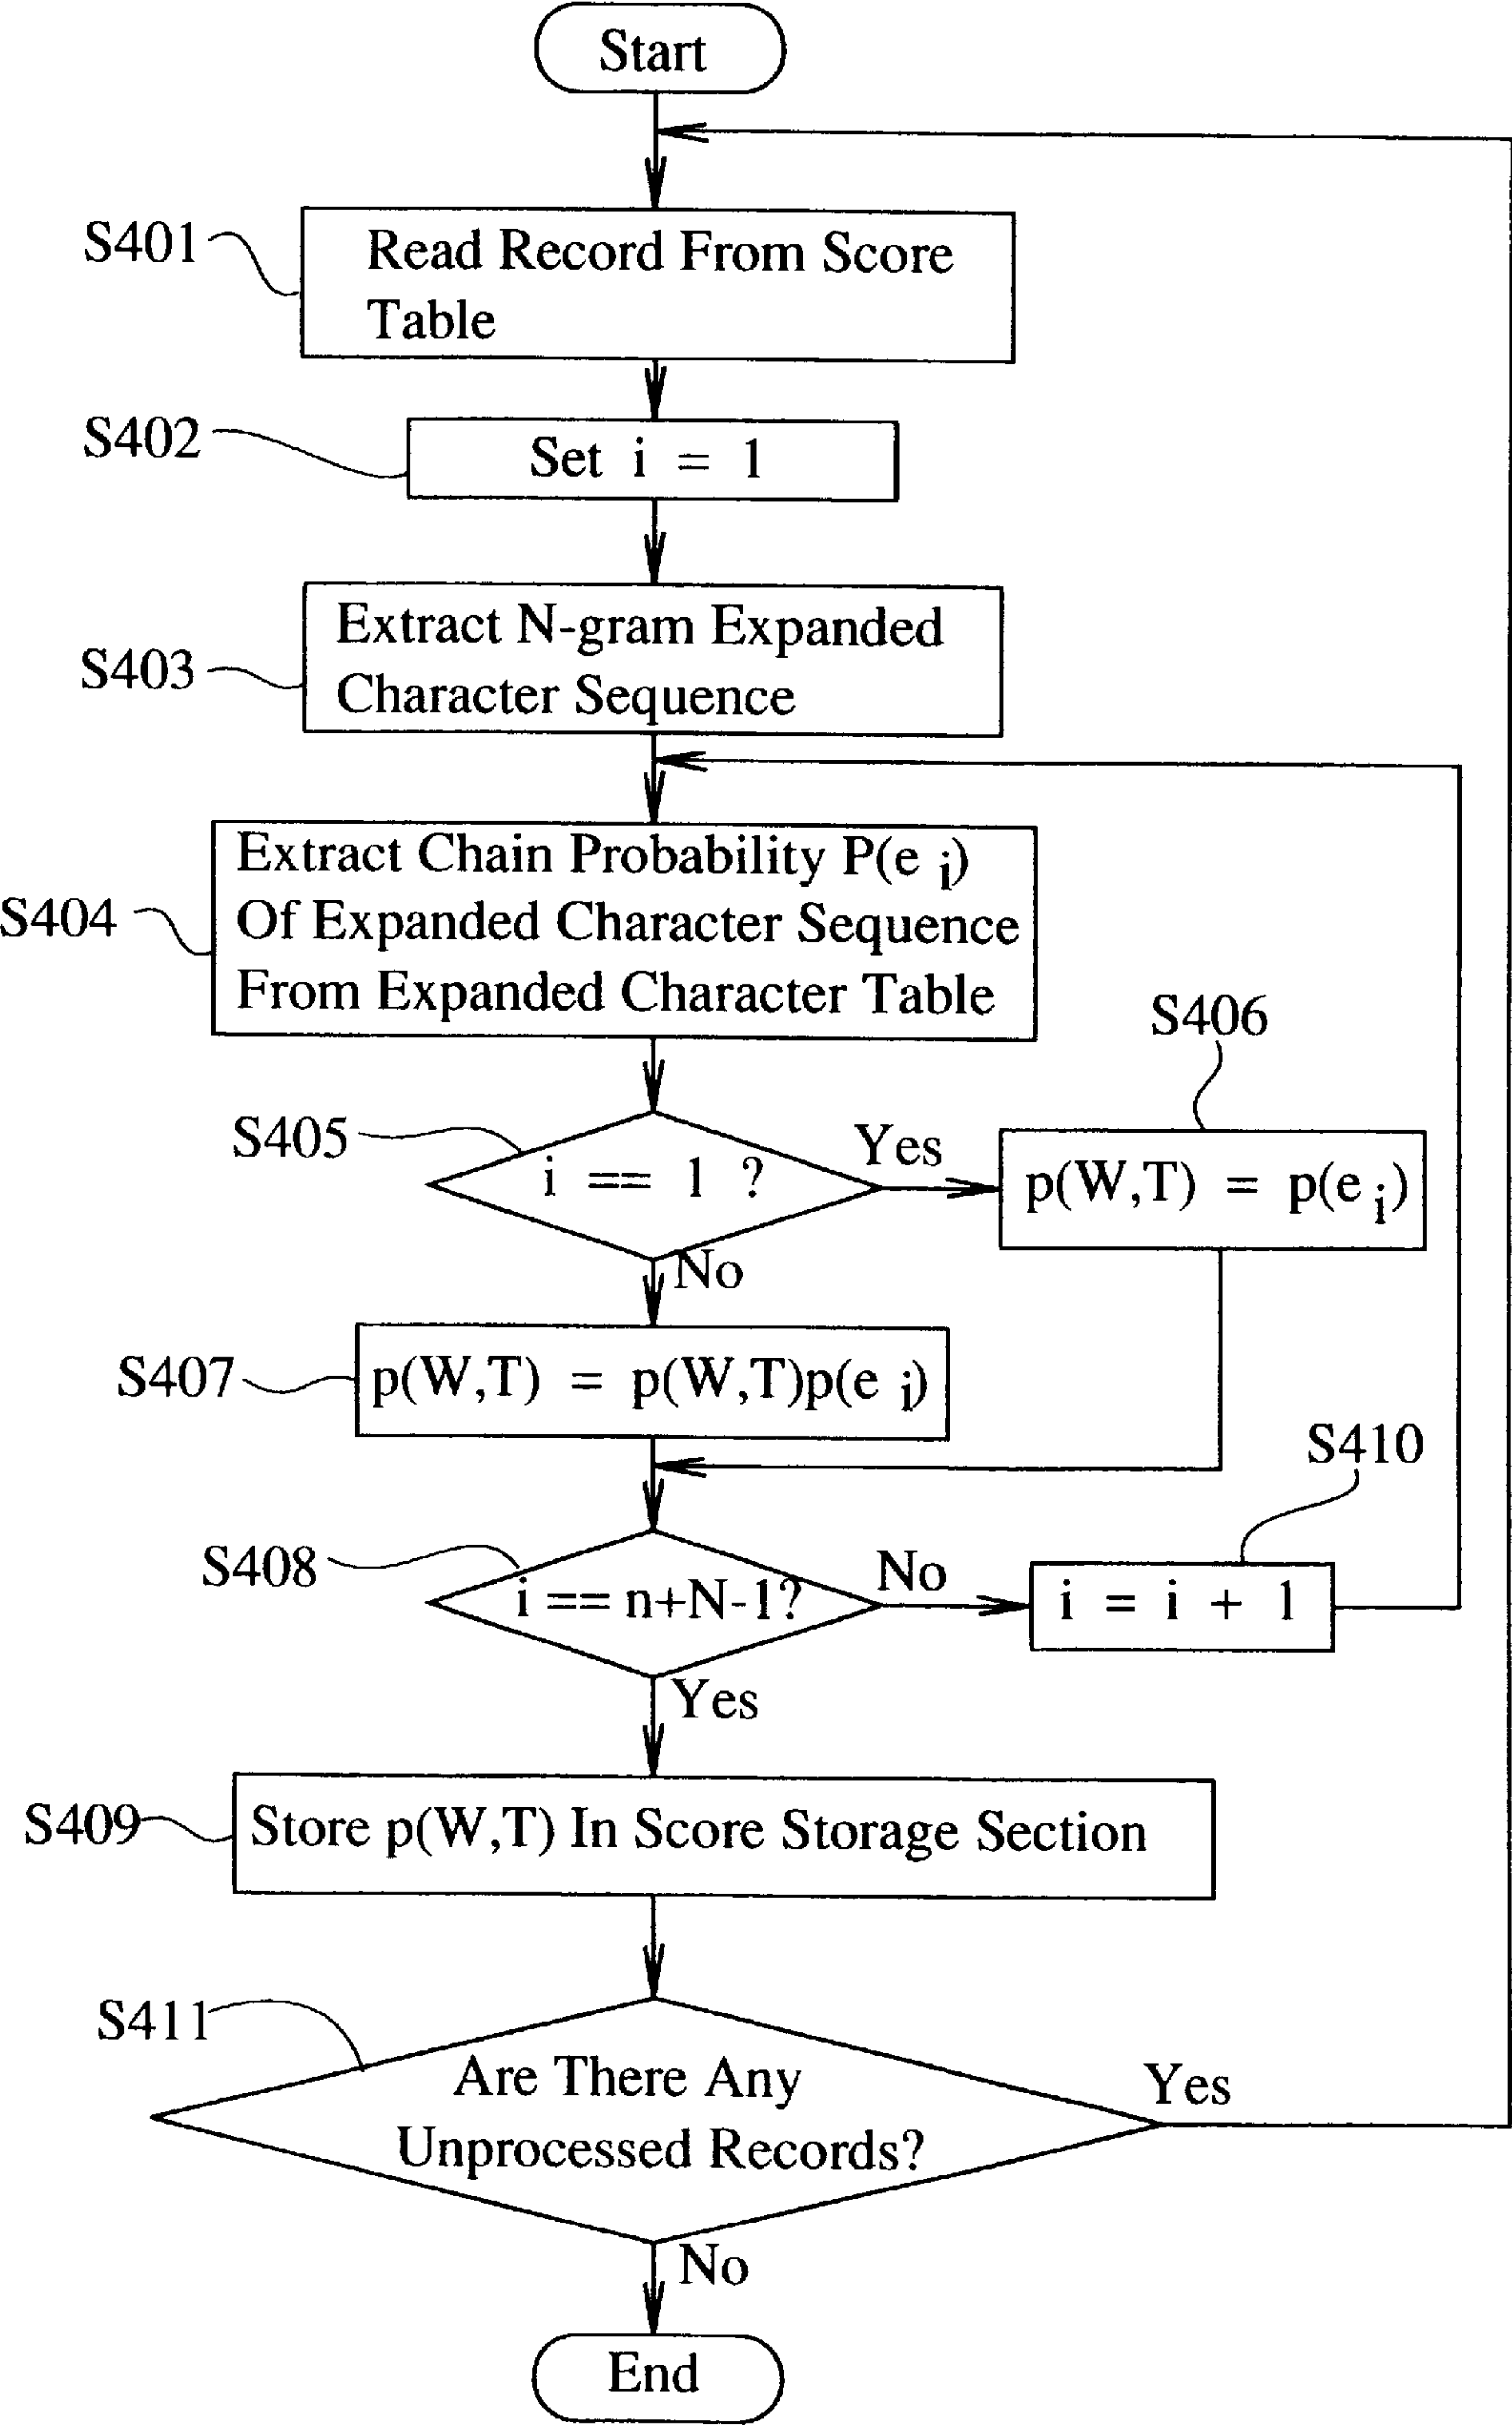 Start
S401
Read Record From Score
Table
S402
Set i = 1
S403
Extract N-gram Expanded
Character Sequence
S404
Extract Chain Probability P(e i)
Of Expanded Character Sequence
From Expanded Character Table
S405
i == 1 ?
Yes
S406
p(W,T) = p(e i)
No
S407
p(W,T) = p(W,T)p(e i)
S408
i == n+N-1?
No
S410
i = i + 1
Yes
S409
Store p(W,T) In Score Storage Section
S411
Are There Any
Unprocessed Records?
Yes
No
End